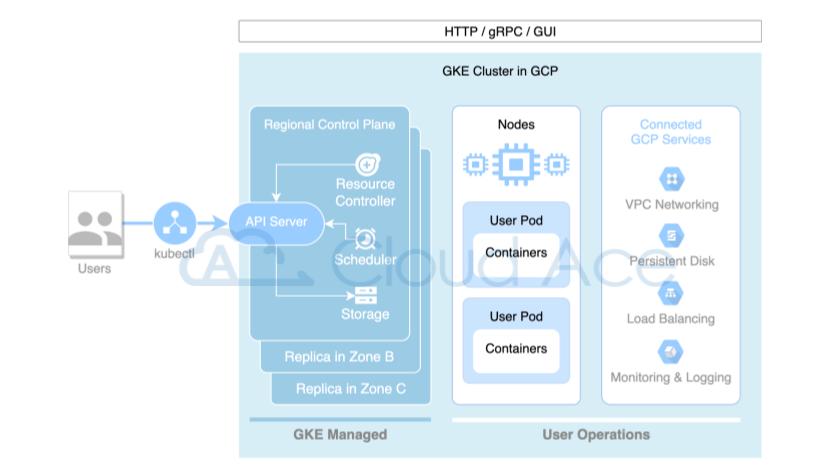 HTTP / gRPC / GUI
GKE Cluster in GCP
Regional Control Plane
Resource
Controller
API Server
Scheduler
Storage
Replica in Zone B
Replica in Zone C
GKE Managed
Users
kubectl
Nodes
User Pod
Containers
User Pod
Containers
Connected
GCP Services
VPC Networking
Persistent Disk
Load Balancing
Monitoring & Logging
User Operations
A Cloud Ace